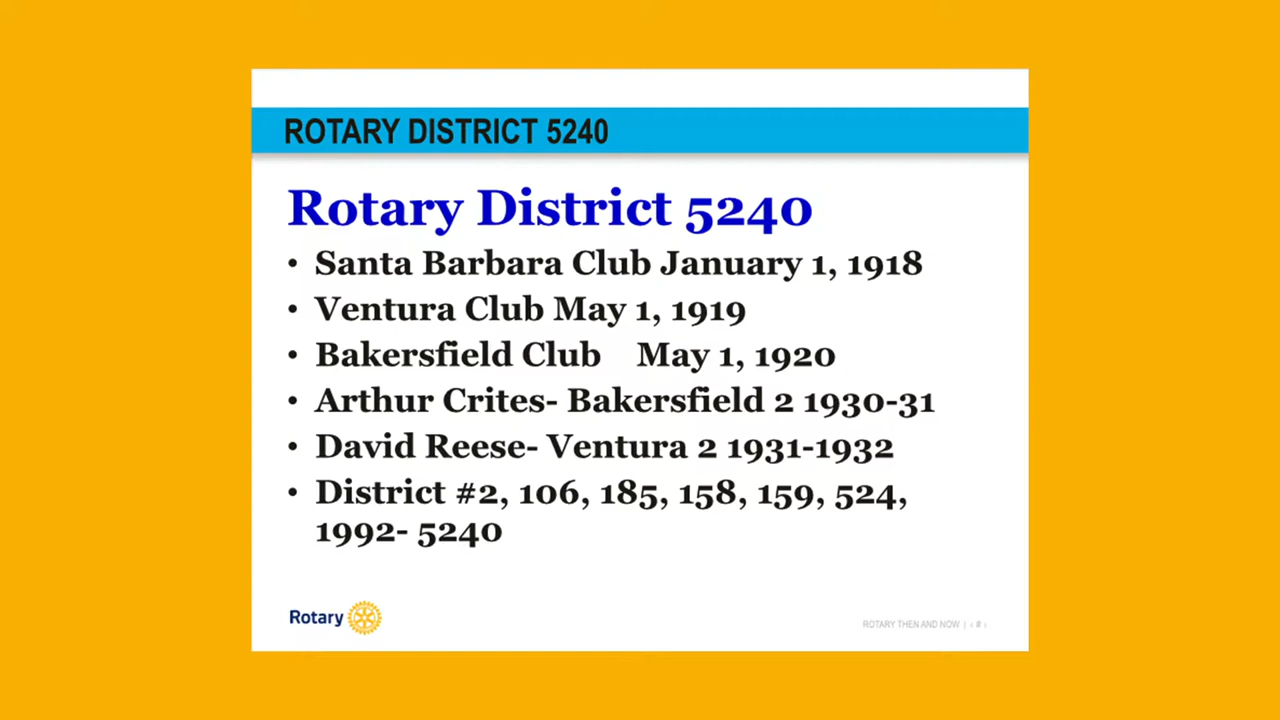 ROTARY DISTRICT 5240
Rotary District 5240
• Santa Barbara Club January 1, 1918
• Ventura Club May 1, 1919
• Bakersfield Club May 1, 1920
• Arthur Crites- Bakersfield 2 1930-31
• David Reese- Ventura 2 1931-1932
• District #2, 106, 185, 158, 159, 524,
1992- 5240
Rotary
ROTARY THEN AND NOW | ‹ # ›